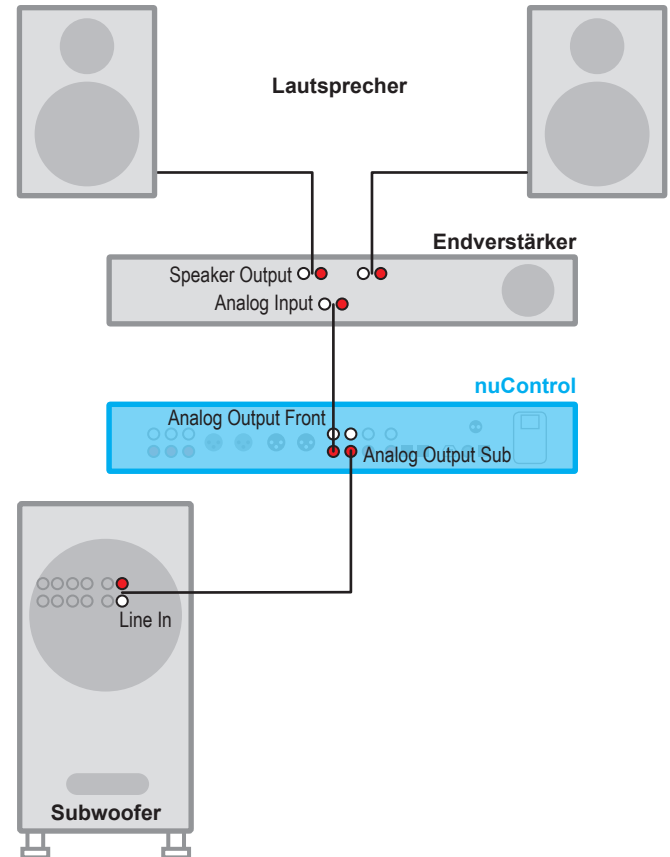 Lautsprecher
Endverstärker
Speaker Output
Analog Input
nuControl
Analog Output Front
Analog Output Sub
Line In
Subwoofer